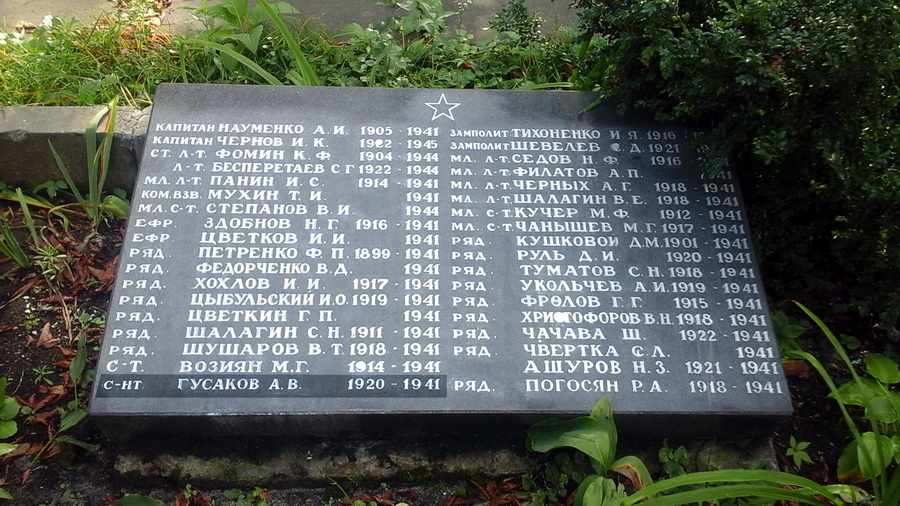 КАПИТАН НАУМЕНКО А.И. 1905 - 1941
КАПИТАН ЧЕРНОВ И.К. 1922 - 1945
СТ. Л-Т. ФОМИН К.Ф. 1904 - 1944
Л-Т. БЕСПЕРЕТАЕВ С Г 1922 - 1944
МЛ. Л-Т. ПАНИН И.С. 1914 - 1941
КОМ.ВЗВ. МУХИН Т.И. 1941
МЛ.С-Т. СТЕПАНОВ В.И. 1944
ЕФР. ЗДОБНОВ Н.Г. 1916 - 1941
ЕФР. ЦВЕТКОВ И.И. 1941
РЯД. ПЕТРЕНКО Ф.П. 1899 - 1941
РЯД. ФЕДОРЧЕНКО В.Д. 1941
РЯД. ХОХЛОВ И.И. 1917 - 1941
РЯД. ЦЫБУЛЬСКИЙ И.О. 1919 - 1941
РЯД. ЦВЕТКИН Г.П. 1941
РЯД. ШАЛАГИН С.Н. 1911 - 1941
РЯД. ШУШАРОВ В.Т. 1918 - 1941
С-Т. ВОЗИЯН М.Г. 1914 - 1941
С-НТ. ГУСАКОВ А.В. 1920 - 1941
ЗАМПОЛИТ ТИХОНЕНКО И.Я. 1916
ЗАМПОЛИТ ШЕВЕЛЕВ С.Д. 1921
МЛ. Л-Т. СЕДОВ Н.Ф. 1916
МЛ. Л-Т. ФИЛАТОВ А.П. 1941
МЛ. Л-Т. ЧЕРНЫХ А.Г. 1918 - 1941
МЛ. Л-Т. ШАЛАГИН В.Е. 1918 - 1941
МЛ. С-Т. КУЧЕР М.Ф. 1912 - 1941
МЛ. С-Т. ЧАНЫШЕВ М.Г. 1917 - 1941
РЯД. КУШКОВОЙ Д.М. 1901 - 1941
РЯД. РУЛЬ Д.И. 1920 - 1941
РЯД. ТУМАТОВ С.Н. 1918 - 1941
РЯД. УКОЛЬЧЕВ А.И. 1919 - 1941
РЯД. ФРОЛОВ Г.Г. 1915 - 1941
РЯД. ХРИСТОФОРОВ В.Н. 1918 - 1941
РЯД. ЧАЧАВА Ш. 1922 - 1941
РЯД. ЧВЕРТКА С.Л. 1941
АШУРОВ Н.З. 1921 - 1941
РЯД. ПОГОСЯН Р.А. 1918 - 1941